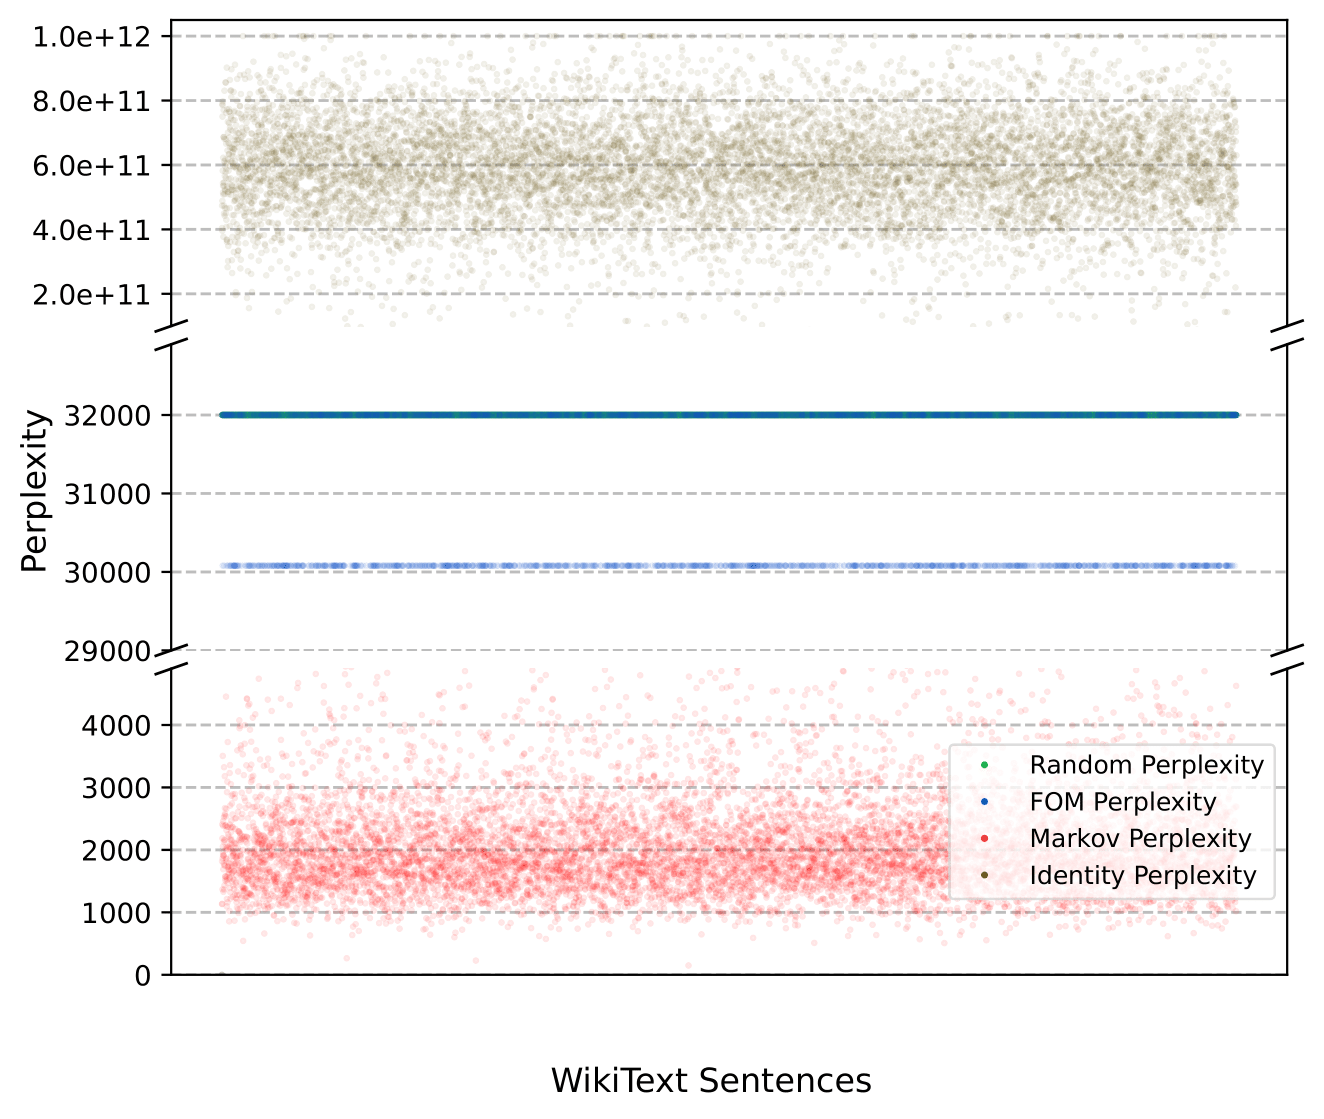 1.0e+12
8.0e+11
6.0e+11
4.0e+11
2.0e+11
Perplexity
32000
31000
30000
29000
4000
3000
2000
1000
0
Random Perplexity
FOM Perplexity
Markov Perplexity
Identity Perplexity
WikiText Sentences